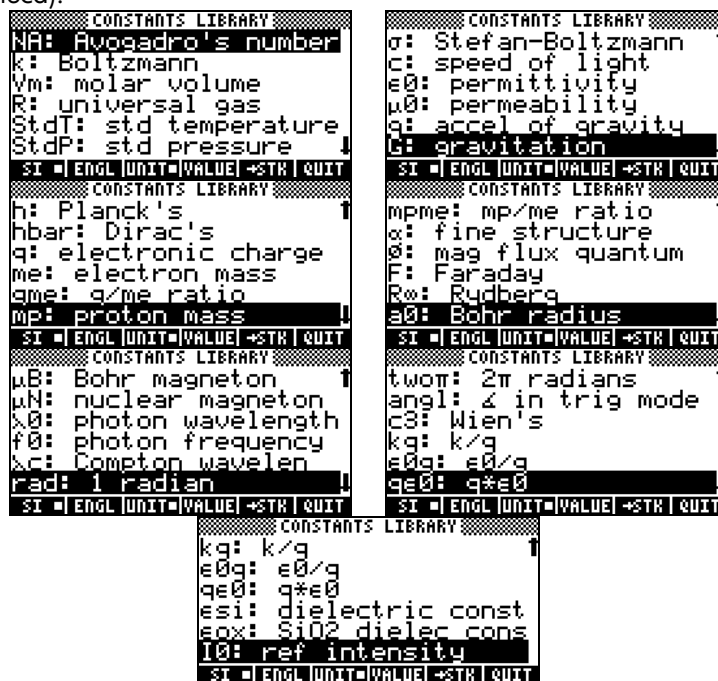 CONSTANTS LIBRARY
NA: Avogadro's number
k: Boltzmann
Vm: molar volume
R: universal gas
StdT: std temperature
StdP: std pressure ↓
SI ▪ ENGL UNIT▪ VALUE →STK QUIT
CONSTANTS LIBRARY
σ: Stefan-Boltzmann
c: speed of light
ε0: permittivity
μ0: permeability
g: accel of gravity
G: gravitation
SI ▪ ENGL UNIT▪ VALUE →STK QUIT
CONSTANTS LIBRARY
h: Planck's ↑
hbar: Dirac's
q: electronic charge
me: electron mass
qme: q/me ratio
mp: proton mass ↓
SI ▪ ENGL UNIT▪ VALUE →STK QUIT
CONSTANTS LIBRARY
mpme: mp/me ratio
α: fine structure
ø: mag flux quantum
F: Faraday
R∞: Rydberg
a0: Bohr radius
SI ▪ ENGL UNIT▪ VALUE →STK QUIT
CONSTANTS LIBRARY
μB: Bohr magneton ↑
μN: nuclear magneton
λ0: photon wavelength
f0: photon frequency
λc: Compton wavelen
rad: 1 radian ↓
SI ▪ ENGL UNIT▪ VALUE →STK QUIT
CONSTANTS LIBRARY
twoπ: 2π radians
angl: ∡ in trig mode
c3: Wien's
kq: k/q
ε0q: ε0/q
qε0: q*ε0
SI ▪ ENGL UNIT▪ VALUE →STK QUIT
CONSTANTS LIBRARY
kq: k/q ↑
ε0q: ε0/q
qε0: q*ε0
εsi: dielectric const
εox: SiO2 dielec cons
I0: ref intensity
SI ▪ ENGL UNIT▪ VALUE →STK QUIT